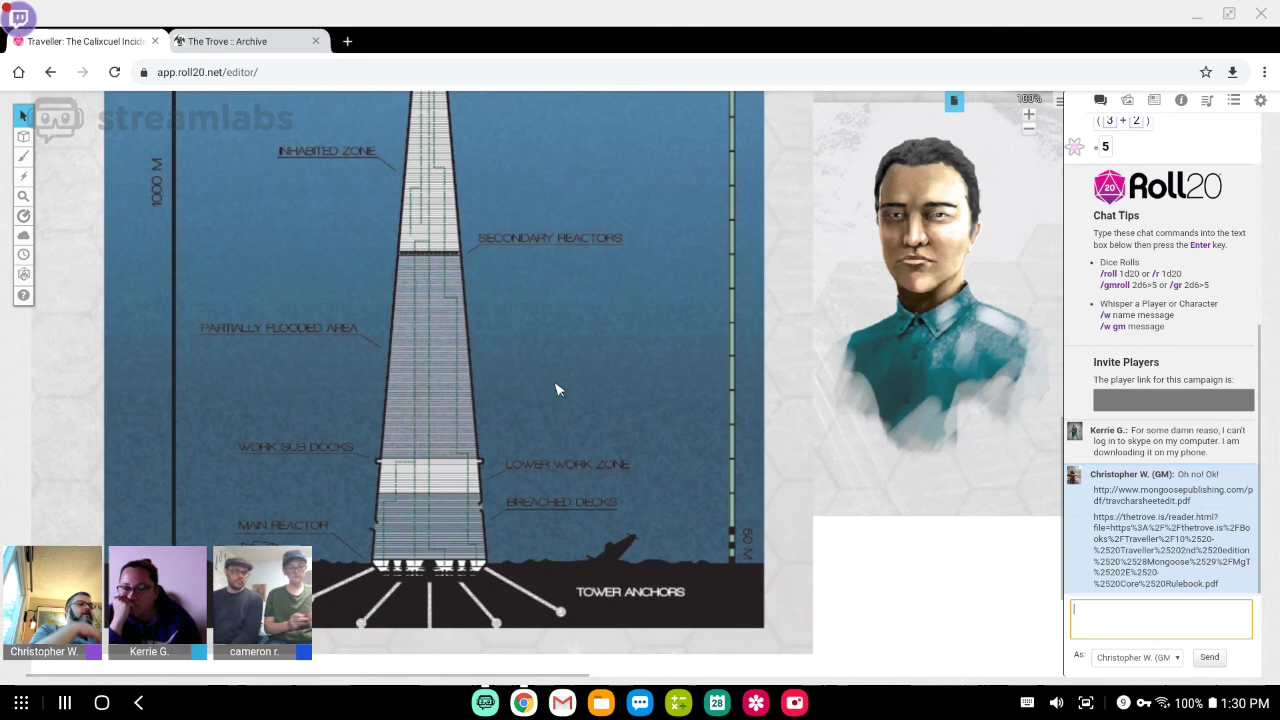 Traveller: The Calixcuel Incide
The Trove :: Archive
app.roll20.net/editor/
streamlabs
100%
( 3 + 2 )
= 5
INHABITED ZONE
1000 M
SECONDARY REACTORS
PARTIALLY FLOODED AREA
WORK SUB DOCKS
LOWER WORK ZONE
BREACHED DECKS
MAIN REACTOR
50 M
TOWER ANCHORS
20
Roll20
Chat Tips
Type these chat commands into the text
box below then press the Enter key.
Dice Rolls
/roll 1d20 or /r 1d20
/gmroll 2d6>5 or /gr 2d6>5
Whisper a Player or Character
/w name message
/w gm message
Invite Players
The player link for this campaign is:
Kerrie G.: For some damn reaso, I can't
log in to skype on my computer. I am
downloading it on my phone.
Christopher W. (GM): Oh no! Ok!
http://www.mongoosepublishing.com/p
df/travcharsheetedit.pdf
https://thetrove.is/reader.html?
file=https%3A%2F%2Fthetrove.is%2FBo
oks%2FTraveller%2F10%2520-
%2520Traveller%25202nd%2520edition
%2520%2528Mongoose%2529%2FMgT
%25202E%2520-
%2520Core%2520Rulebook.pdf
As:
Christopher W. (GM
Send
Christopher W.
Kerrie G.
cameron r.
28
9
100%
1:30 PM